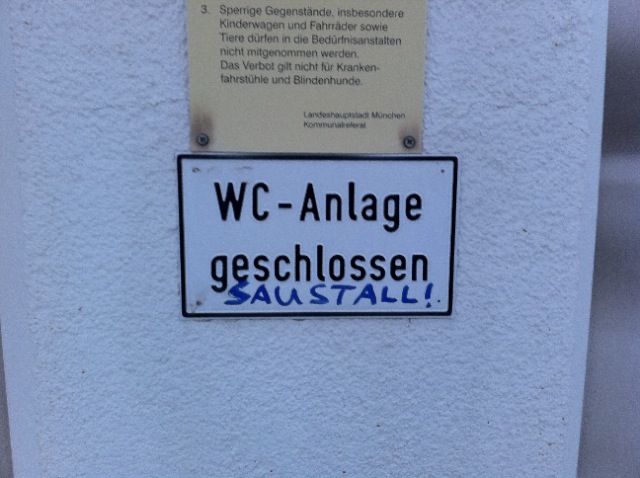 3. Sperrige Gegenstände, insbesondere
Kinderwagen und Fahrräder sowie
Tiere dürfen in die Bedürfnisanstalten
nicht mitgenommen werden.
Das Verbot gilt nicht für Kranken-
fahrstühle und Blindenhunde.
Landeshauptstadt München
Kommunalreferat
WC-Anlage
geschlossen
SAUSTALL!